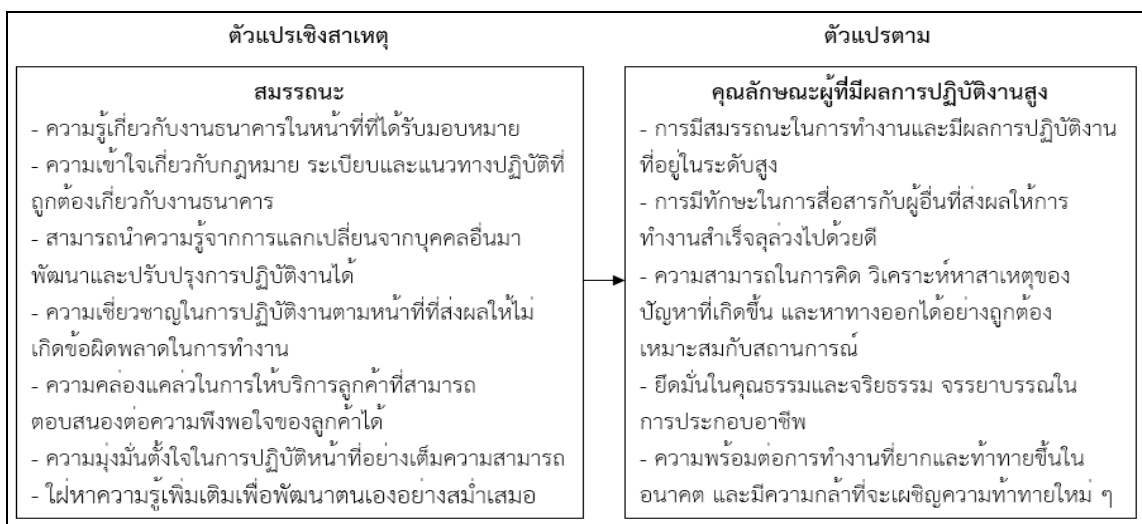 ตัวแปรเชิงสาเหตุ
สมรรถนะ
- ความรู้เกี่ยวกับงานธนาคารในหน้าที่ที่ได้รับมอบหมาย
- ความเข้าใจเกี่ยวกับกฎหมาย ระเบียบและแนวทางปฏิบัติที่
ถูกต้องเกี่ยวกับงานธนาคาร
- สามารถนำความรู้จากการแลกเปลี่ยนจากบุคคลอื่นมา
พัฒนาและปรับปรุงการปฏิบัติงานได้
- ความเชี่ยวชาญในการปฏิบัติงานตามหน้าที่ที่ส่งผลให้ไม่
เกิดข้อผิดพลาดในการทำงาน
- ความคล่องแคล่วในการให้บริการลูกค้าที่สามารถ
ตอบสนองต่อความพึงพอใจของลูกค้าได้
- ความมุ่งมั่นตั้งใจในการปฏิบัติหน้าที่อย่างเต็มความสามารถ
- ใฝ่หาความรู้เพิ่มเติมเพื่อพัฒนาตนเองอย่างสม่ำเสมอ
ตัวแปรตาม
คุณลักษณะผู้ที่มีผลการปฏิบัติงานสูง
- การมีสมรรถนะในการทำงานและมีผลการปฏิบัติงาน
ที่อยู่ในระดับสูง
- การมีทักษะในการสื่อสารกับผู้อื่นที่ส่งผลให้การ
ทำงานสำเร็จลุล่วงไปด้วยดี
- ความสามารถในการคิด วิเคราะห์หาสาเหตุของ
ปัญหาที่เกิดขึ้น และหาทางออกได้อย่างถูกต้อง
เหมาะสมกับสถานการณ์
- ยึดมั่นในคุณธรรมและจริยธรรม จรรยาบรรณใน
การประกอบอาชีพ
- ความพร้อมต่อการทำงานที่ยากและท้าทายขึ้นใน
อนาคต และมีความกล้าที่จะเผชิญความท้าทายใหม่ ๆ